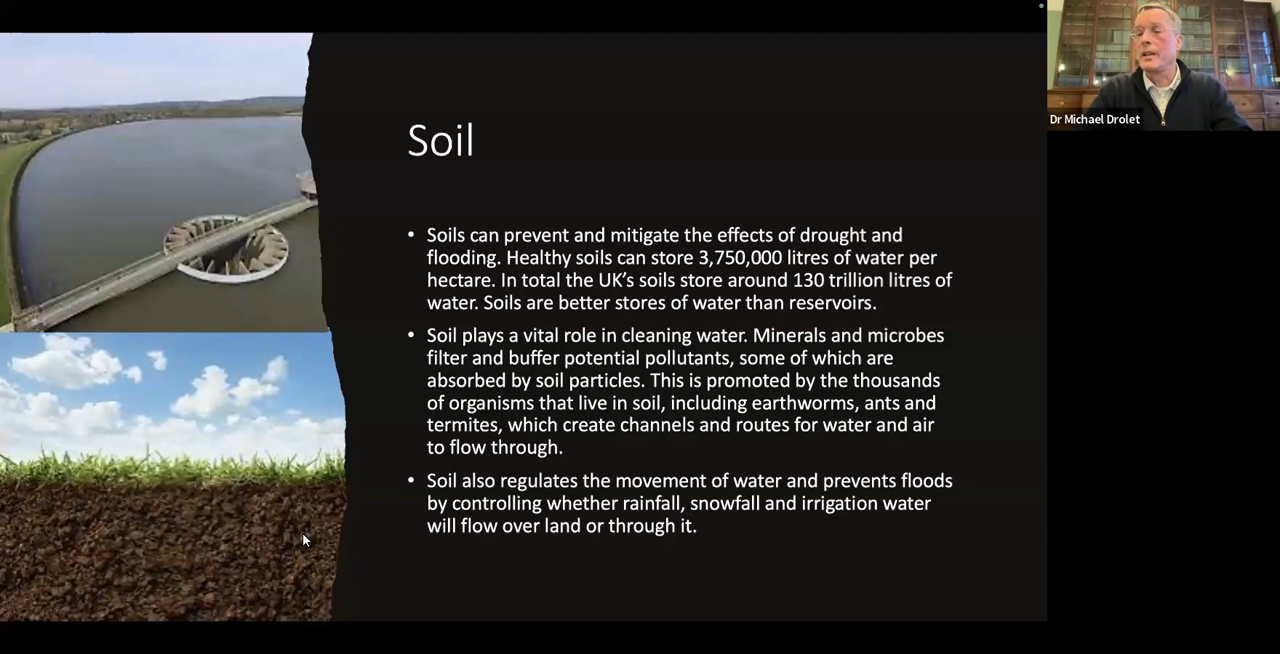 Dr Michael Drolet
Soil
• Soils can prevent and mitigate the effects of drought and
flooding. Healthy soils can store 3,750,000 litres of water per
hectare. In total the UK’s soils store around 130 trillion litres of
water. Soils are better stores of water than reservoirs.
• Soil plays a vital role in cleaning water. Minerals and microbes
filter and buffer potential pollutants, some of which are
absorbed by soil particles. This is promoted by the thousands
of organisms that live in soil, including earthworms, ants and
termites, which create channels and routes for water and air
to flow through.
• Soil also regulates the movement of water and prevents floods
by controlling whether rainfall, snowfall and irrigation water
will flow over land or through it.